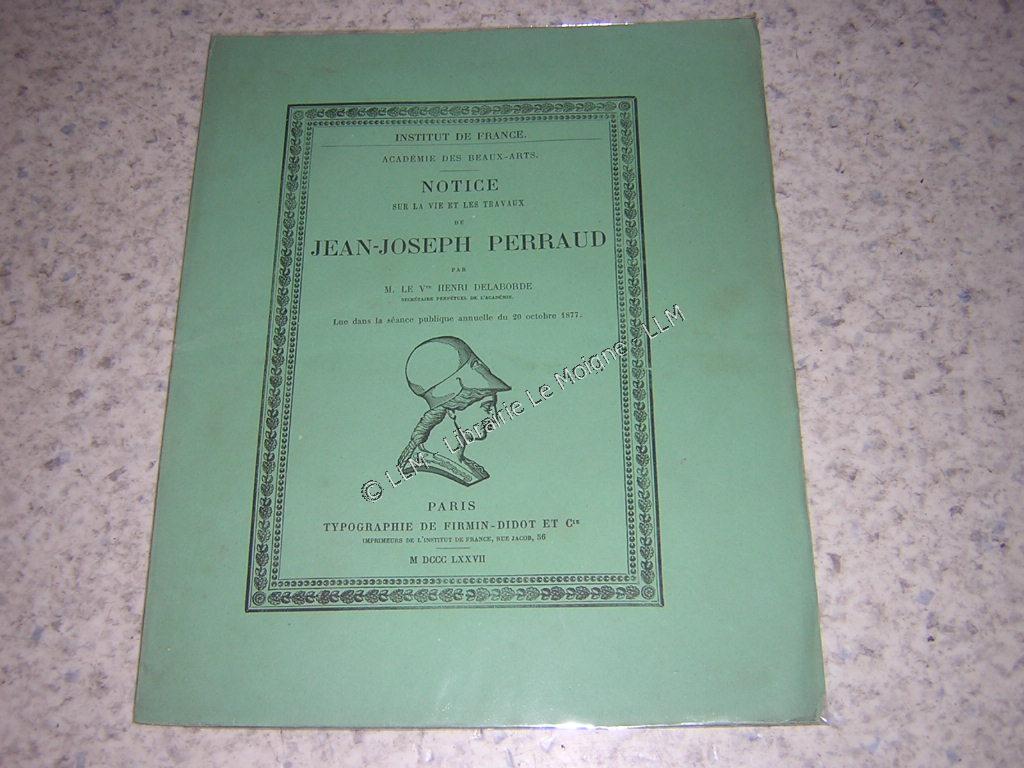 INSTITUT DE FRANCE.
ACADÉMIE DES BEAUX-ARTS.
NOTICE
SUR LA VIE ET LES TRAVAUX
DE
JEAN-JOSEPH PERRAUD
PAR
M. LE Vte HENRI DELABORDE
SECRÉTAIRE PERPÉTUEL DE L'ACADÉMIE.
Lue dans la séance publique annuelle du 20 octobre 1877.
© LLM - Librairie Le Moigne - LLM
PARIS
TYPOGRAPHIE DE FIRMIN-DIDOT ET Cie
IMPRIMEURS DE L'INSTITUT DE FRANCE, RUE JACOB, 56
M DCCC LXXVII